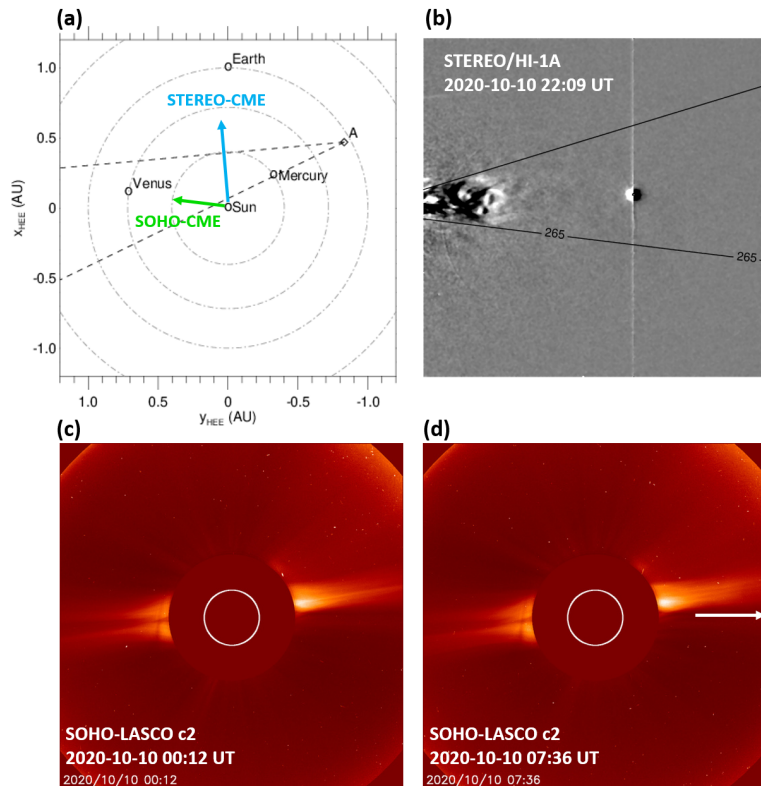 (a)
1.0
0.5
0
-0.5
-1.0
x_HEE (AU)
Earth
STEREO-CME
A
Venus
Mercury
Sun
SOHO-CME
1.0
0.5
0
-0.5
-1.0
y_HEE (AU)
(b)
STEREO/HI-1A
2020-10-10 22:09 UT
265
265
(c)
SOHO-LASCO c2
2020-10-10 00:12 UT
2020/10/10 00:12
(d)
SOHO-LASCO c2
2020-10-10 07:36 UT
2020/10/10 07:36